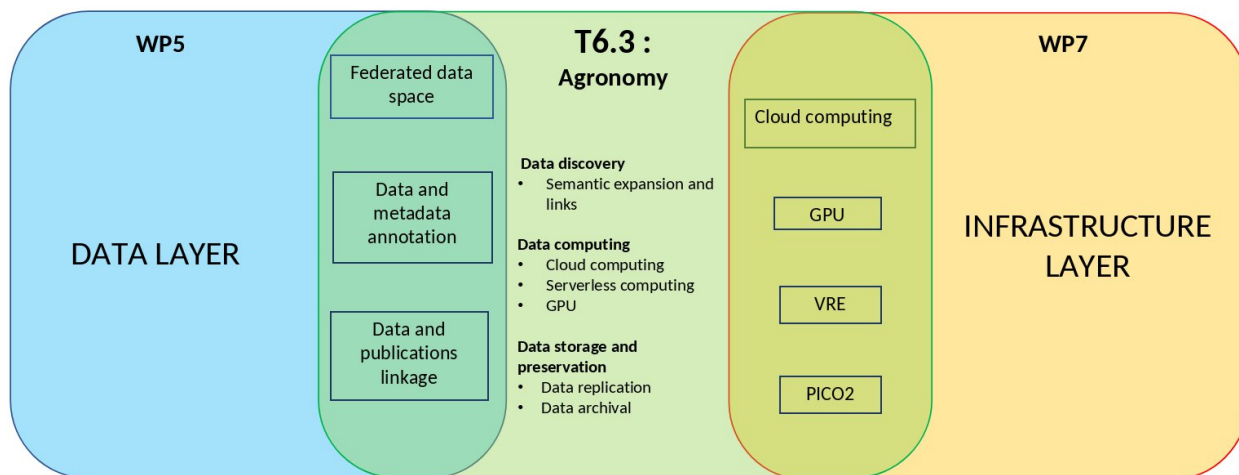 WP5
DATA LAYER
Federated data
space
Data and
metadata
annotation
Data and
publications
linkage
T6.3 :
Agronomy
Data discovery
• Semantic expansion and
links
Data computing
• Cloud computing
• Serverless computing
• GPU
Data storage and
preservation
• Data replication
• Data archival
Cloud computing
GPU
VRE
PICO2
WP7
INFRASTRUCTURE
LAYER